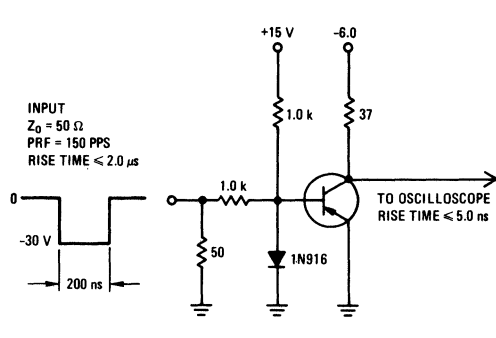 +15 V
-6.0
INPUT
Z₀ = 50 Ω
PRF = 150 PPS
RISE TIME ≤ 2.0 μs
1.0 k
37
1.0 k
0
TO OSCILLOSCOPE
RISE TIME ≤ 5.0 ns
-30 V
50
1N916
200 ns